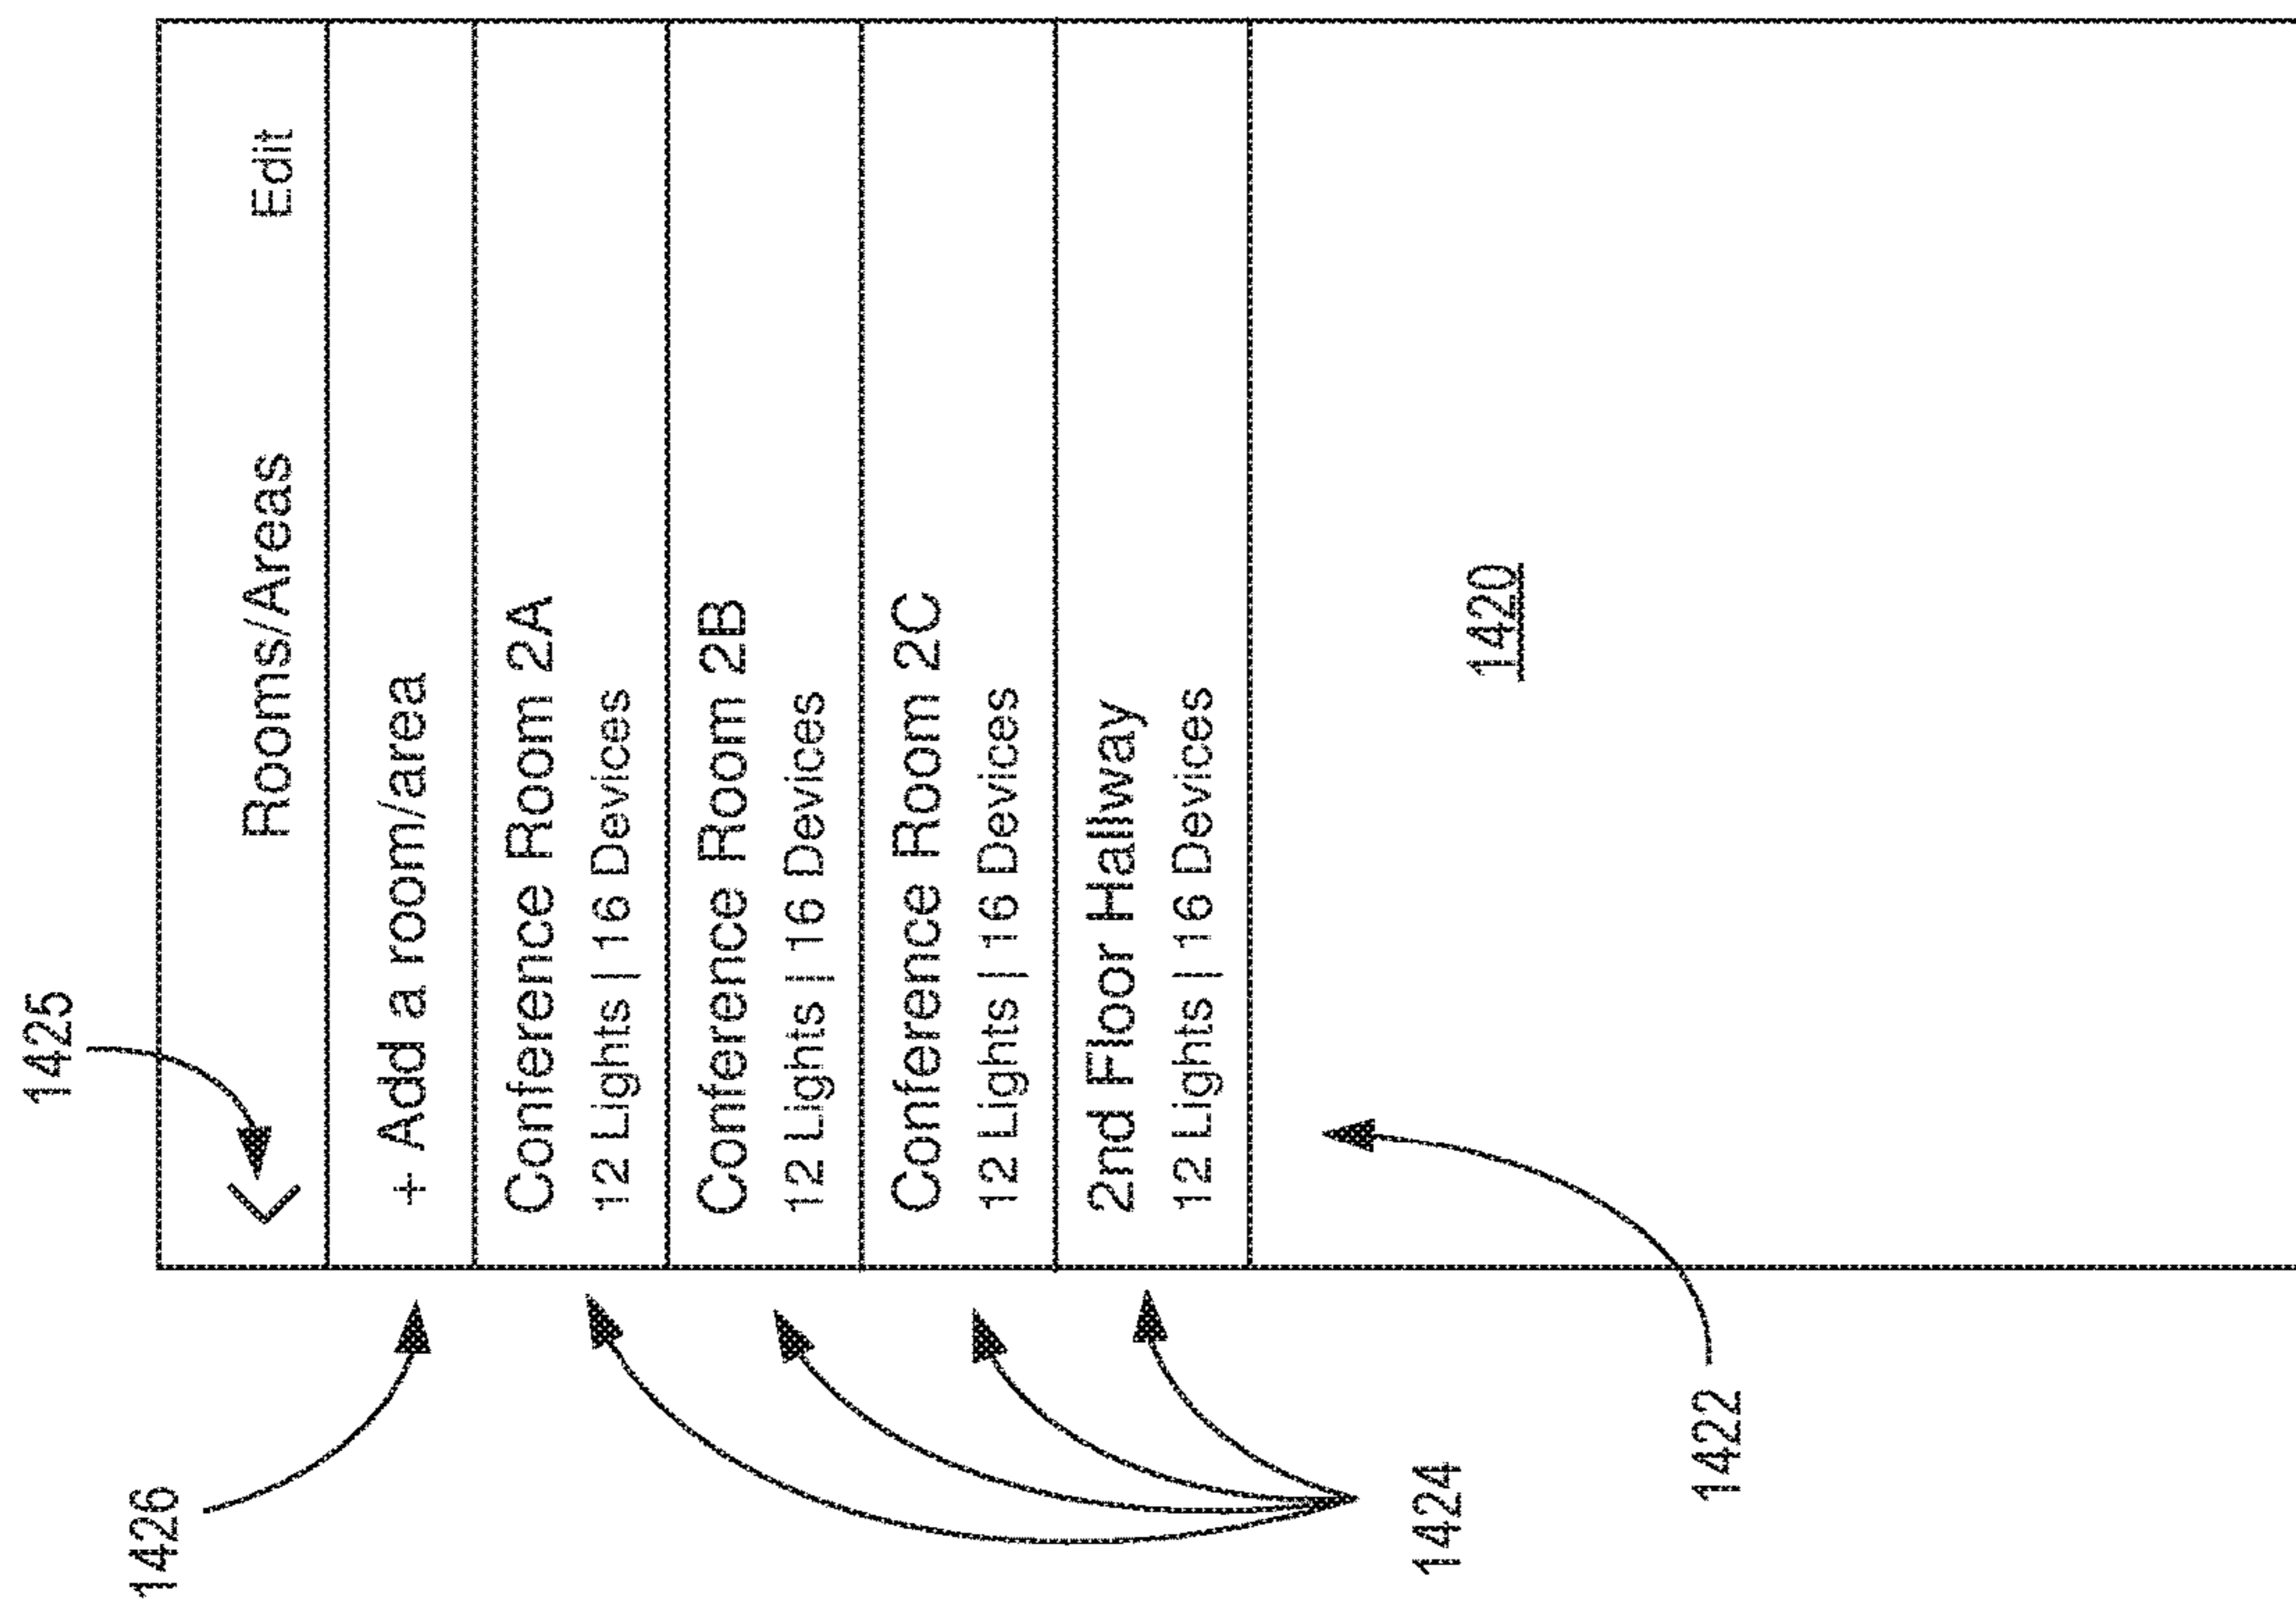 1425
Rooms/Areas Edit
1426
+ Add a room/area
Conference Room 2A
12 Lights | 16 Devices
Conference Room 2B
12 Lights | 16 Devices
Conference Room 2C
12 Lights | 16 Devices
2nd Floor Hallway
12 Lights | 16 Devices
1424
1420
1422